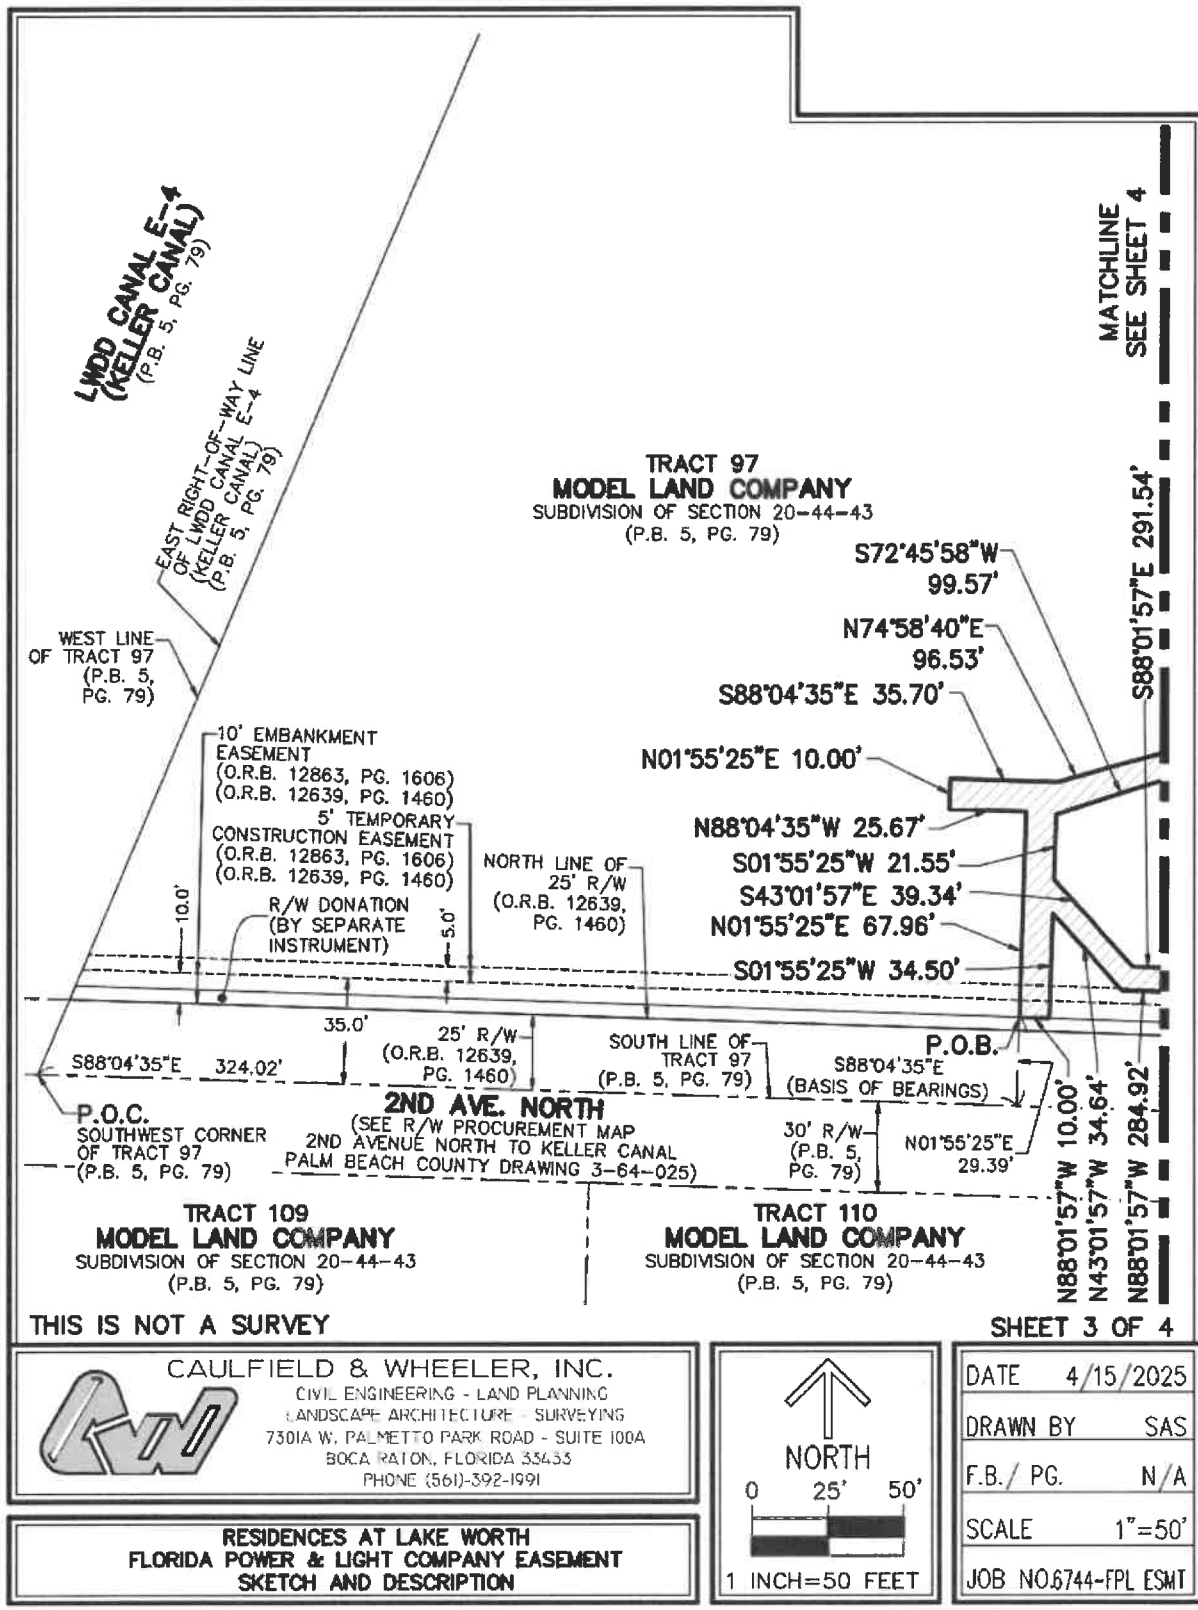 LWDD CANAL E-4
(KELLER CANAL)
(P.B. 5, PG. 79)
EAST RIGHT-OF-WAY LINE
OF LWDD CANAL E-4
(KELLER CANAL)
(P.B. 5, PG. 79)
WEST LINE
OF TRACT 97
(P.B. 5,
PG. 79)
MATCHLINE
SEE SHEET 4
TRACT 97
MODEL LAND COMPANY
SUBDIVISION OF SECTION 20-44-43
(P.B. 5, PG. 79)
S88°01'57"E 291.54'
S72°45'58"W
99.57'
N74°58'40"E
96.53'
S88°04'35"E 35.70'
N01°55'25"E 10.00'
N88°04'35"W 25.67'
S01°55'25"W 21.55'
S43°01'57"E 39.34'
N01°55'25"E 67.96'
S01°55'25"W 34.50'
10' EMBANKMENT
EASEMENT
(O.R.B. 12863, PG. 1606)
(O.R.B. 12639, PG. 1460)
5' TEMPORARY
CONSTRUCTION EASEMENT
(O.R.B. 12863, PG. 1606)
(O.R.B. 12639, PG. 1460)
R/W DONATION
(BY SEPARATE
INSTRUMENT)
10.0'
5.0'
NORTH LINE OF
25' R/W
(O.R.B. 12639,
PG. 1460)
35.0'
25' R/W
(O.R.B. 12639,
PG. 1460)
SOUTH LINE OF
TRACT 97
(P.B. 5, PG. 79)
P.O.B.
S88°04'35"E
(BASIS OF BEARINGS)
S88°04'35"E 324.02'
P.O.C.
SOUTHWEST CORNER
OF TRACT 97
(P.B. 5, PG. 79)
2ND AVE. NORTH
(SEE R/W PROCUREMENT MAP
2ND AVENUE NORTH TO KELLER CANAL
PALM BEACH COUNTY DRAWING 3-64-025)
30' R/W
(P.B. 5,
PG. 79)
N01°55'25"E
29.39'
N88°01'57"W 10.00'
N43°01'57"W 34.64'
N88°01'57"W 284.92'
TRACT 109
MODEL LAND COMPANY
SUBDIVISION OF SECTION 20-44-43
(P.B. 5, PG. 79)
TRACT 110
MODEL LAND COMPANY
SUBDIVISION OF SECTION 20-44-43
(P.B. 5, PG. 79)
THIS IS NOT A SURVEY
SHEET 3 OF 4
CAULFIELD & WHEELER, INC.
CIVIL ENGINEERING - LAND PLANNING
LANDSCAPE ARCHITECTURE - SURVEYING
7301A W. PALMETTO PARK ROAD - SUITE 100A
BOCA RATON, FLORIDA 33433
PHONE (561)-392-1991
RESIDENCES AT LAKE WORTH
FLORIDA POWER & LIGHT COMPANY EASEMENT
SKETCH AND DESCRIPTION
NORTH
0 25' 50'
1 INCH=50 FEET
DATE 4/15/2025
DRAWN BY SAS
F.B./ PG. N/A
SCALE 1"=50'
JOB NO.6744-FPL ESMT